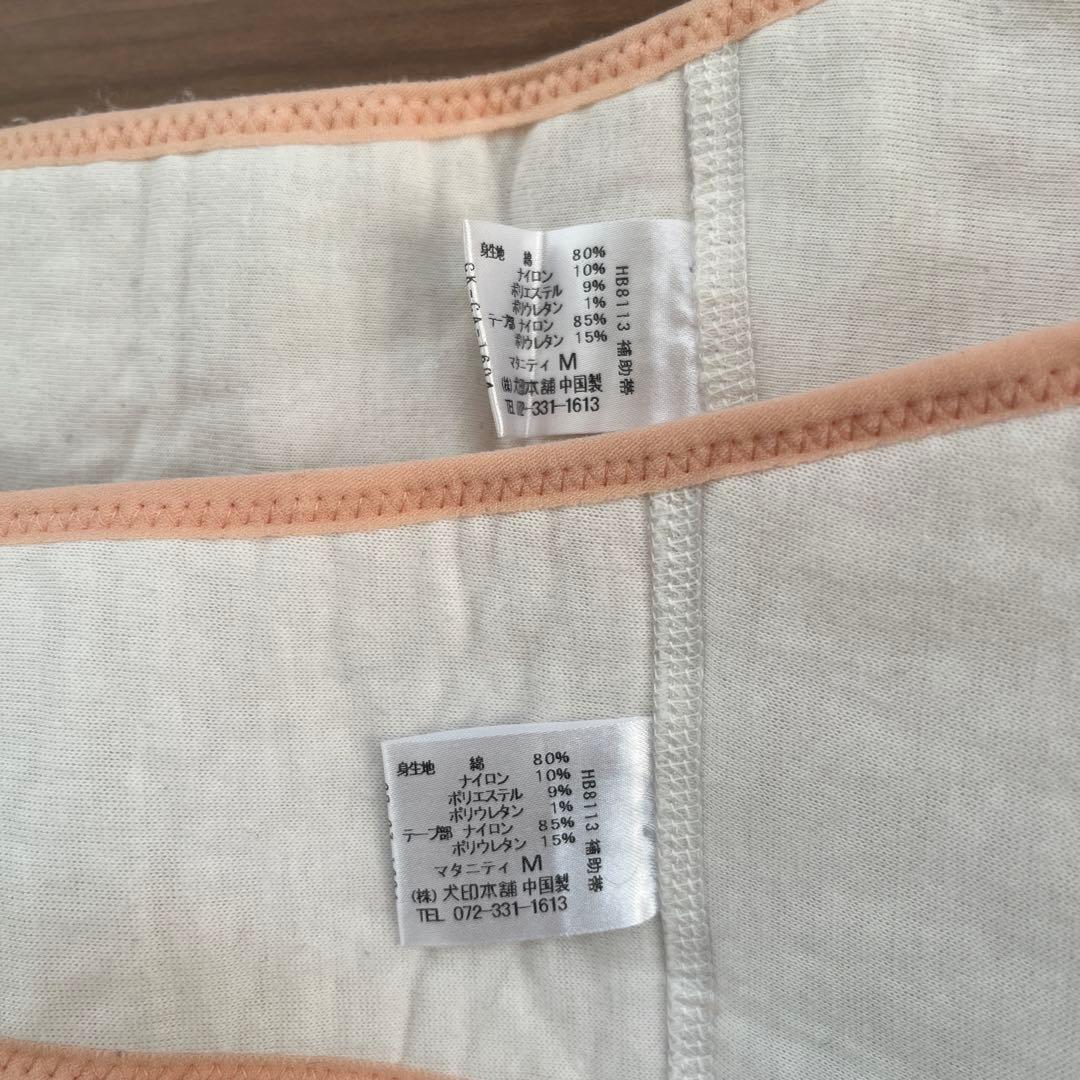 身生地 綿 80%
ナイロン 10%
ポリエステル 9%
ポリウレタン 1%
テープ部 ナイロン 85%
ポリウレタン 15%
マタニティ M
(株) 犬印本舗 中国製
TEL 072-331-1613
HB8113 補助帯
身生地 綿 80%
ナイロン 10%
ポリエステル 9%
ポリウレタン 1%
テープ部 ナイロン 85%
ポリウレタン 15%
マタニティ M
(株) 犬印本舗 中国製
TEL 072-331-1613
HB8113 補助帯